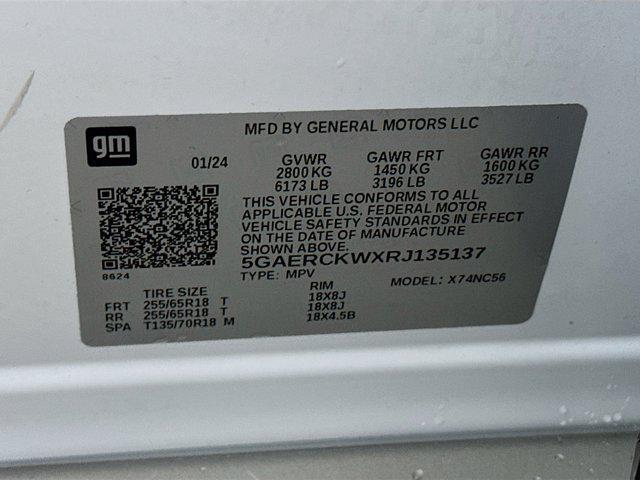 gm
MFD BY GENERAL MOTORS LLC
01/24 GVWR GAWR FRT GAWR RR
2800 KG 1450 KG 1600 KG
6173 LB 3196 LB 3527 LB
THIS VEHICLE CONFORMS TO ALL
APPLICABLE U.S. FEDERAL MOTOR
VEHICLE SAFETY STANDARDS IN EFFECT
ON THE DATE OF MANUFACTURE
SHOWN ABOVE.
8624
5GAERCKWXRJ135137
TYPE: MPV MODEL: X74NC56
TIRE SIZE RIM
FRT 255/65R18 T 18X8J
RR 255/65R18 T 18X8J
SPA T135/70R18 M 18X4.5B